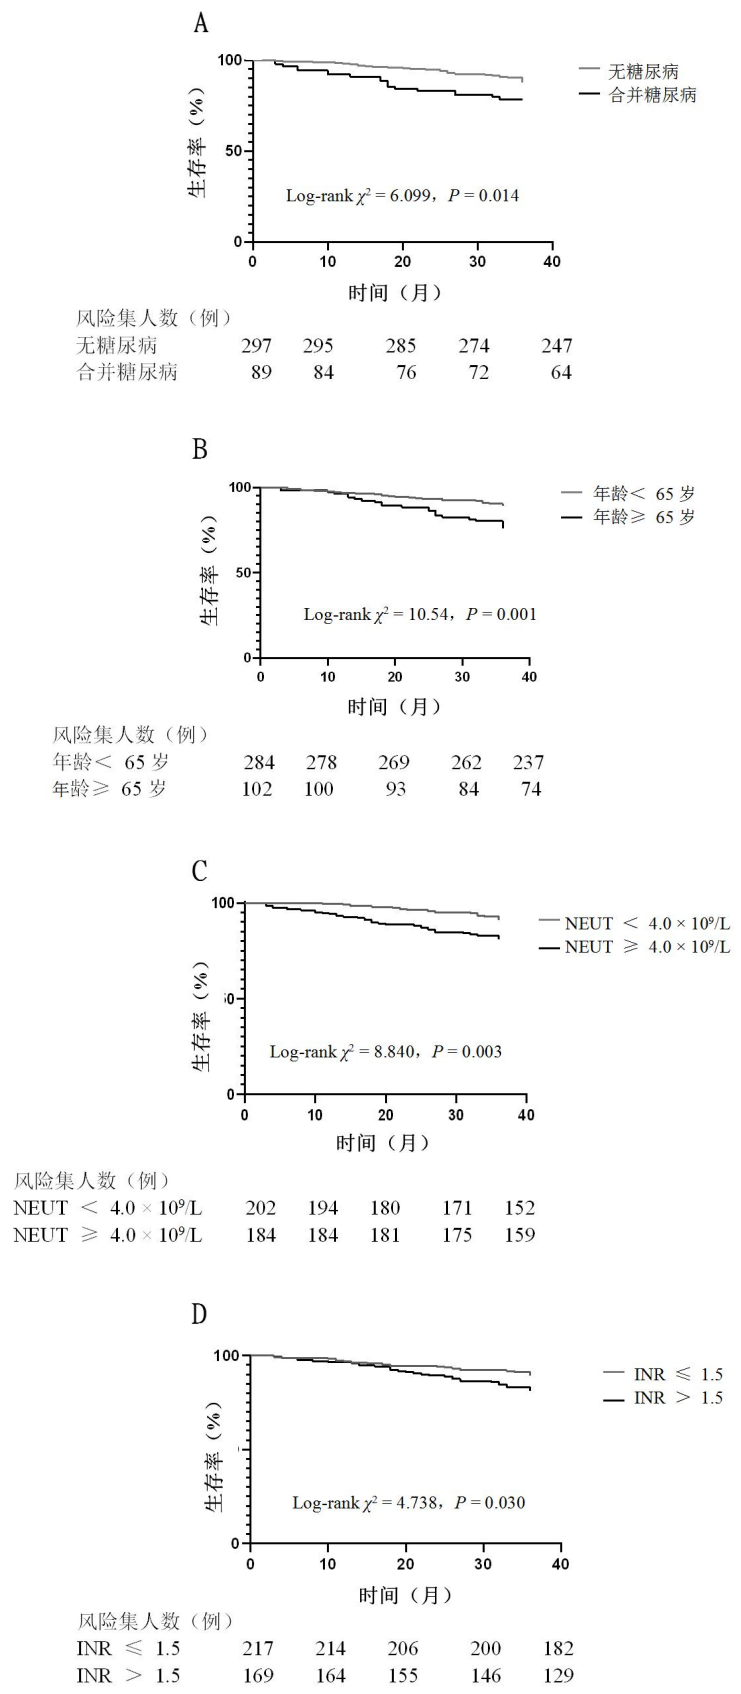 A
100
50
0
生存率（%）
无糖尿病
合并糖尿病
Log-rank χ² = 6.099，P = 0.014
0 10 20 30 40
时间（月）
风险集人数（例）
无糖尿病 297 295 285 274 247
合并糖尿病 89 84 76 72 64
B
100
50
0
生存率（%）
年龄＜ 65 岁
年龄≥ 65 岁
Log-rank χ² = 10.54，P = 0.001
0 10 20 30 40
时间（月）
风险集人数（例）
年龄＜ 65 岁 284 278 269 262 237
年龄≥ 65 岁 102 100 93 84 74
C
100
0
生存率（%）
NEUT ＜ 4.0 × 10⁹/L
NEUT ≥ 4.0 × 10⁹/L
Log-rank χ² = 8.840，P = 0.003
0 10 20 30 40
时间（月）
风险集人数（例）
NEUT ＜ 4.0 × 10⁹/L 202 194 180 171 152
NEUT ≥ 4.0 × 10⁹/L 184 184 181 175 159
D
100
0
生存率（%）
INR ≤ 1.5
INR ＞ 1.5
Log-rank χ² = 4.738，P = 0.030
0 10 20 30 40
时间（月）
风险集人数（例）
INR ≤ 1.5 217 214 206 200 182
INR ＞ 1.5 169 164 155 146 129